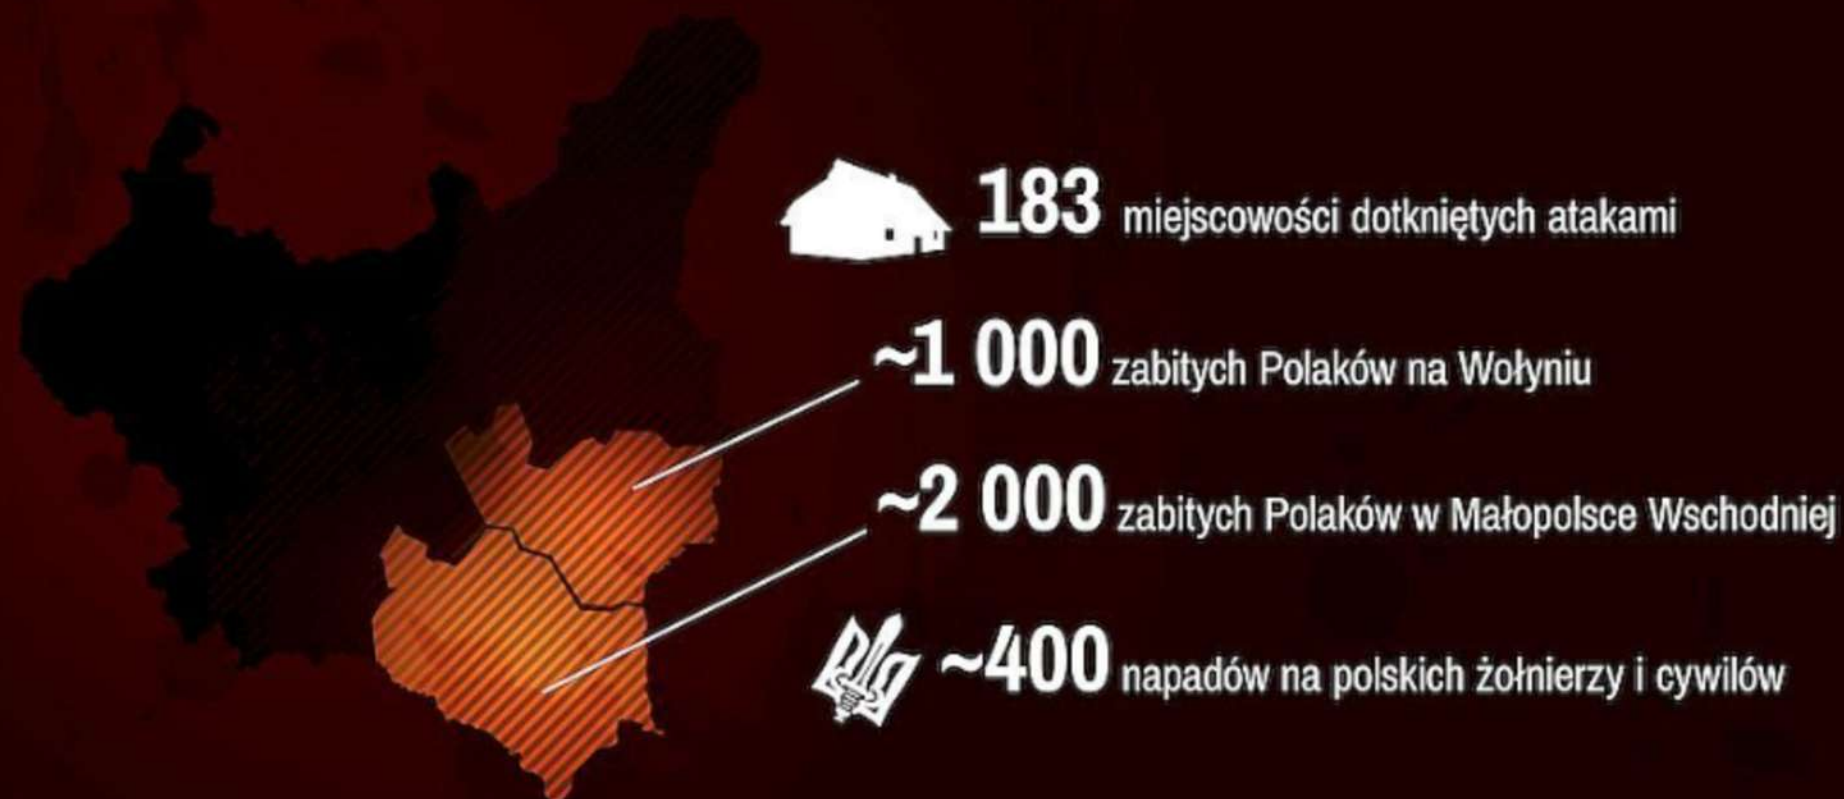 183 miejscowości dotkniętych atakami
~1 000 zabitych Polaków na Wołyniu
~2 000 zabitych Polaków w Małopolsce Wschodniej
~400 napadów na polskich żołnierzy i cywilów